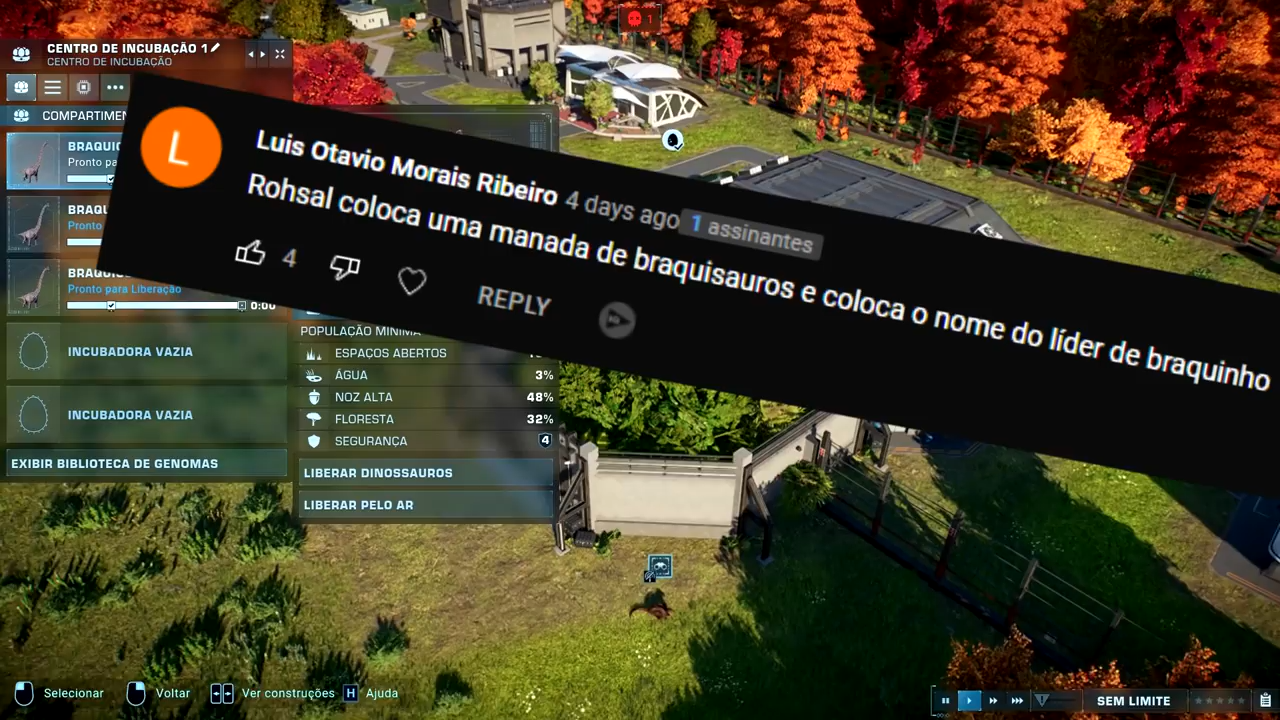 CENTRO DE INCUBAÇÃO 1
CENTRO DE INCUBAÇÃO
1
COMPARTIMEN
BRAQUIO
Pronto pa
BRAQU
Pronto
BRAQUIO
Pronto para Liberação
0:00
INCUBADORA VAZIA
INCUBADORA VAZIA
EXIBIR BIBLIOTECA DE GENOMAS
L
Luis Otavio Morais Ribeiro 4 days ago 1 assinantes
Rohsal coloca uma manada de braquisauros e coloca o nome do líder de braquinho
4
REPLY
POPULAÇÃO MINIMA
ESPAÇOS ABERTOS
ÁGUA 3%
NOZ ALTA 48%
FLORESTA 32%
SEGURANÇA 4
LIBERAR DINOSSAUROS
LIBERAR PELO AR
Selecionar Voltar Ver construções H Ajuda
SEM LIMITE